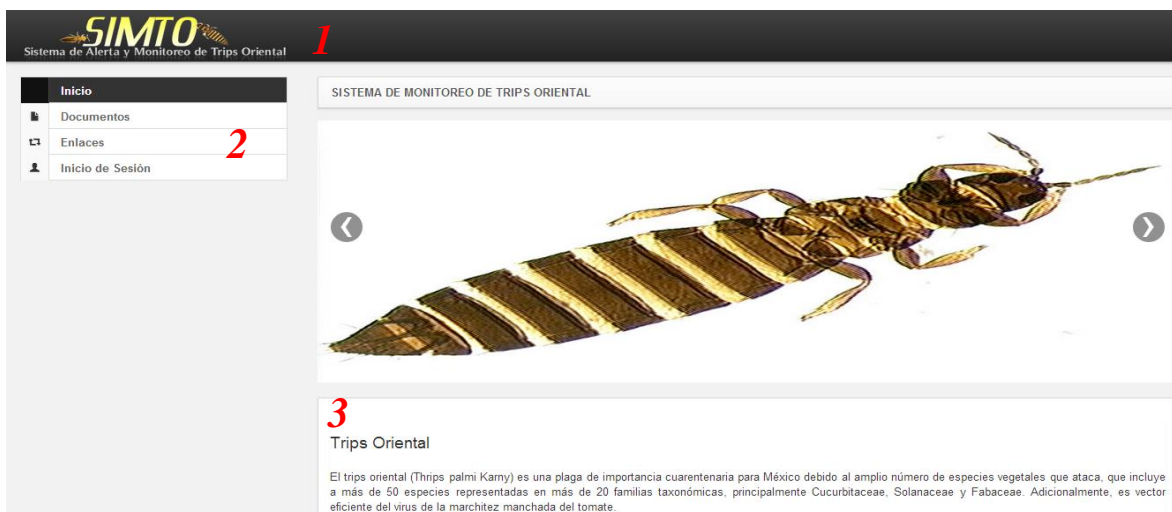 SIMTO
Sistema de Alerta y Monitoreo de Trips Oriental
1
Inicio
Documentos
Enlaces
Inicio de Sesión
2
SISTEMA DE MONITOREO DE TRIPS ORIENTAL
3
Trips Oriental
El trips oriental (Thrips palmi Karny) es una plaga de importancia cuarentenaria para México debido al amplio número de especies vegetales que ataca, que incluye
a más de 50 especies representadas en más de 20 familias taxonómicas, principalmente Cucurbitaceae, Solanaceae y Fabaceae. Adicionalmente, es vector
eficiente del virus de la marchitez manchada del tomate.